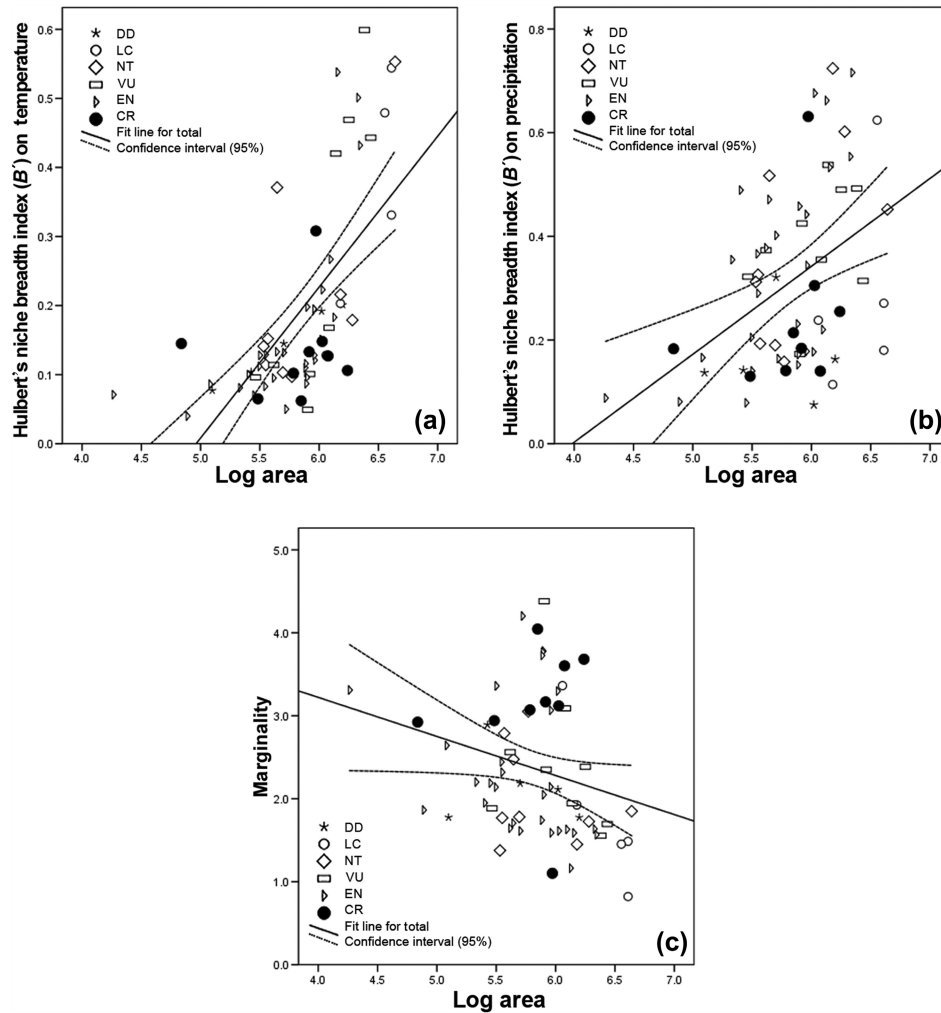 Hulbert's niche breadth index (B') on temperature
0.6
0.5
0.4
0.3
0.2
0.1
0.0
DD
LC
NT
VU
EN
CR
Fit line for total
Confidence interval (95%)
(a)
4.0 4.5 5.0 5.5 6.0 6.5 7.0
Log area
Hulbert's niche breadth index (B') on precipitation
0.8
0.6
0.4
0.2
0.0
DD
LC
NT
VU
EN
CR
Fit line for total
Confidence interval (95%)
(b)
4.0 4.5 5.0 5.5 6.0 6.5 7.0
Log area
Marginality
5.0
4.0
3.0
2.0
1.0
0.0
DD
LC
NT
VU
EN
CR
Fit line for total
Confidence interval (95%)
(c)
4.0 4.5 5.0 5.5 6.0 6.5 7.0
Log area